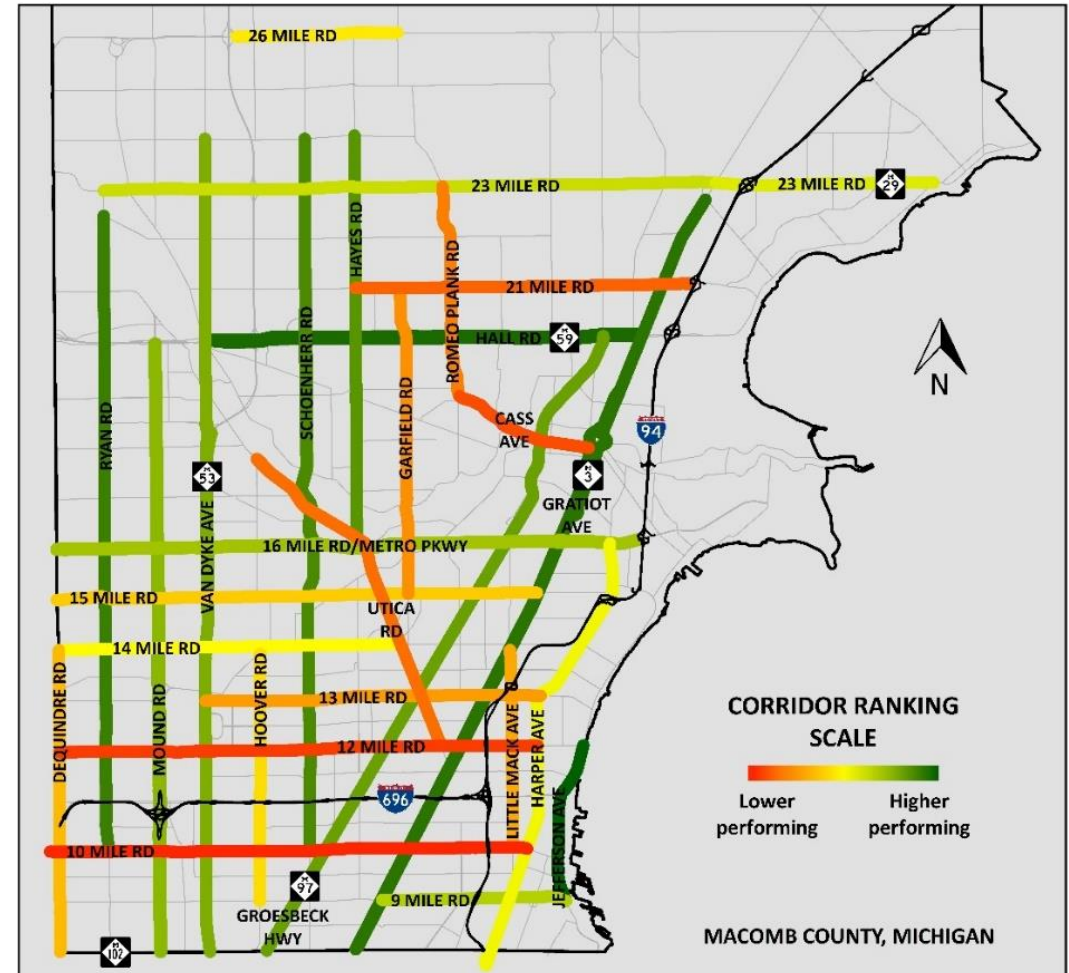 26 MILE RD
23 MILE RD
23 MILE RD
M
29
HAYES RD
ROMEO PLANK RD
21 MILE RD
SCHOENHERR RD
HALL RD
M
59
N
RYAN RD
GARFIELD RD
CASS
AVE
INTERSTATE
94
M
53
M
3
GRATIOT
AVE
VAN DYKE AVE
16 MILE RD/METRO PKWY
15 MILE RD
UTICA
RD
14 MILE RD
DEQUINDRE RD
MOUND RD
HOOVER RD
13 MILE RD
LITTLE MACK AVE
HARPER AVE
12 MILE RD
CORRIDOR RANKING
SCALE
Lower
performing
Higher
performing
696
JEFFERSON AVE
10 MILE RD
M
97
9 MILE RD
GROESBECK
HWY
M
102
MACOMB COUNTY, MICHIGAN